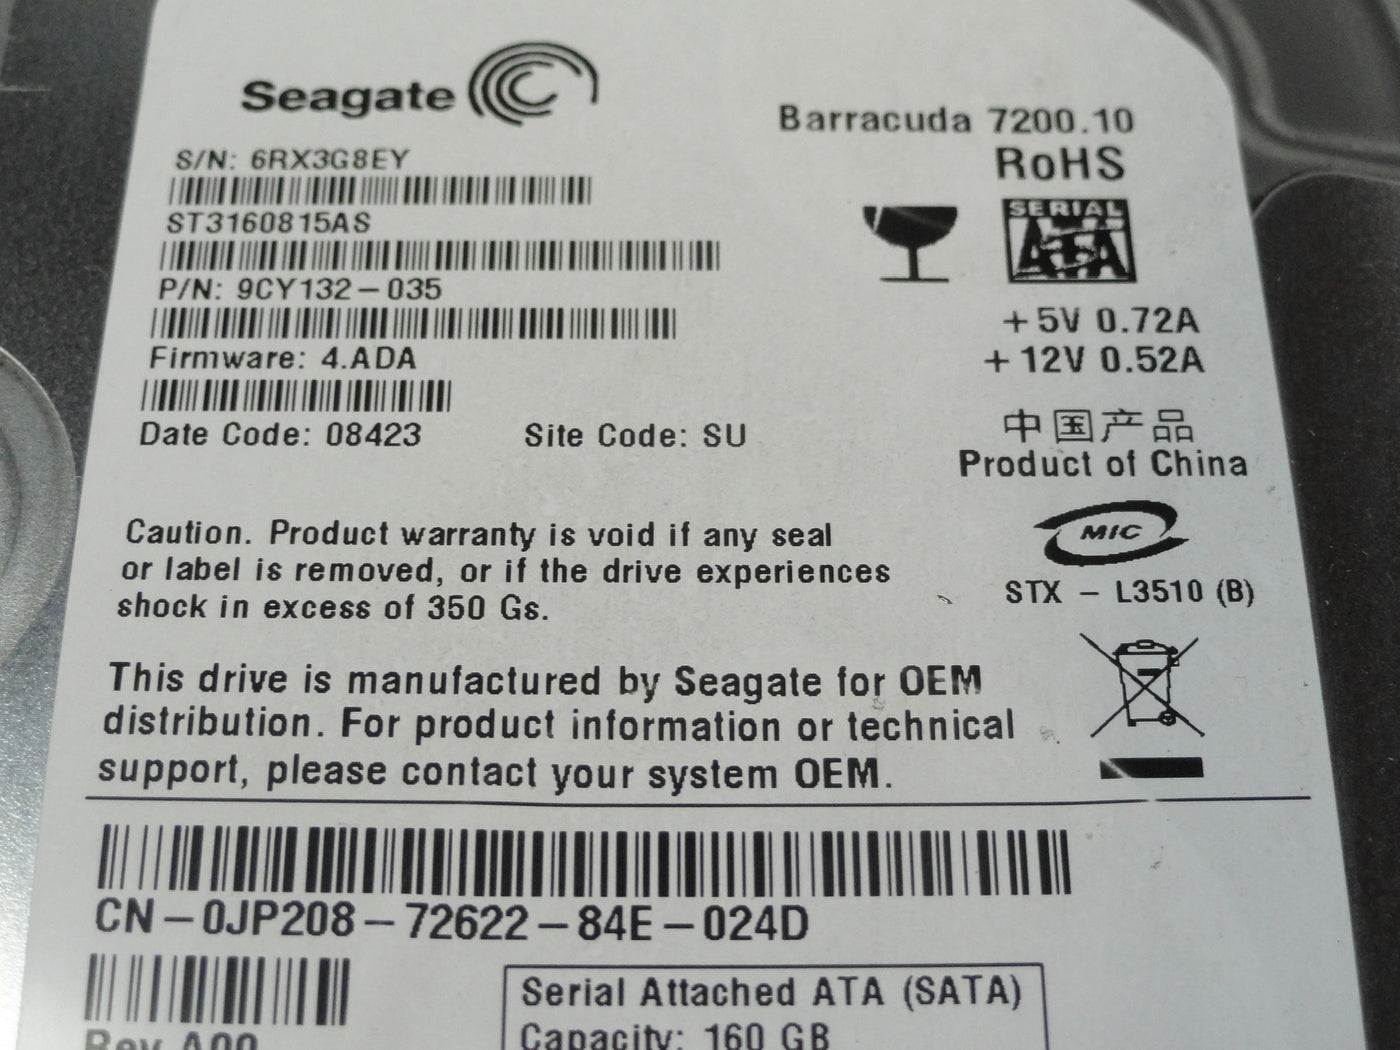 Seagate
Barracuda 7200.10
RoHS
S/N: 6RX3G8EY
ST3160815AS
SERIAL
ATA
P/N: 9CY132-035
+5V 0.72A
Firmware: 4.ADA
+12V 0.52A
Date Code: 08423 Site Code: SU
中国产品
Product of China
Caution. Product warranty is void if any seal
or label is removed, or if the drive experiences
shock in excess of 350 Gs.
MIC
STX - L3510 (B)
This drive is manufactured by Seagate for OEM
distribution. For product information or technical
support, please contact your system OEM.
CN-0JP208-72622-84E-024D
Serial Attached ATA (SATA)
Rev A00
Capacity: 160 GB